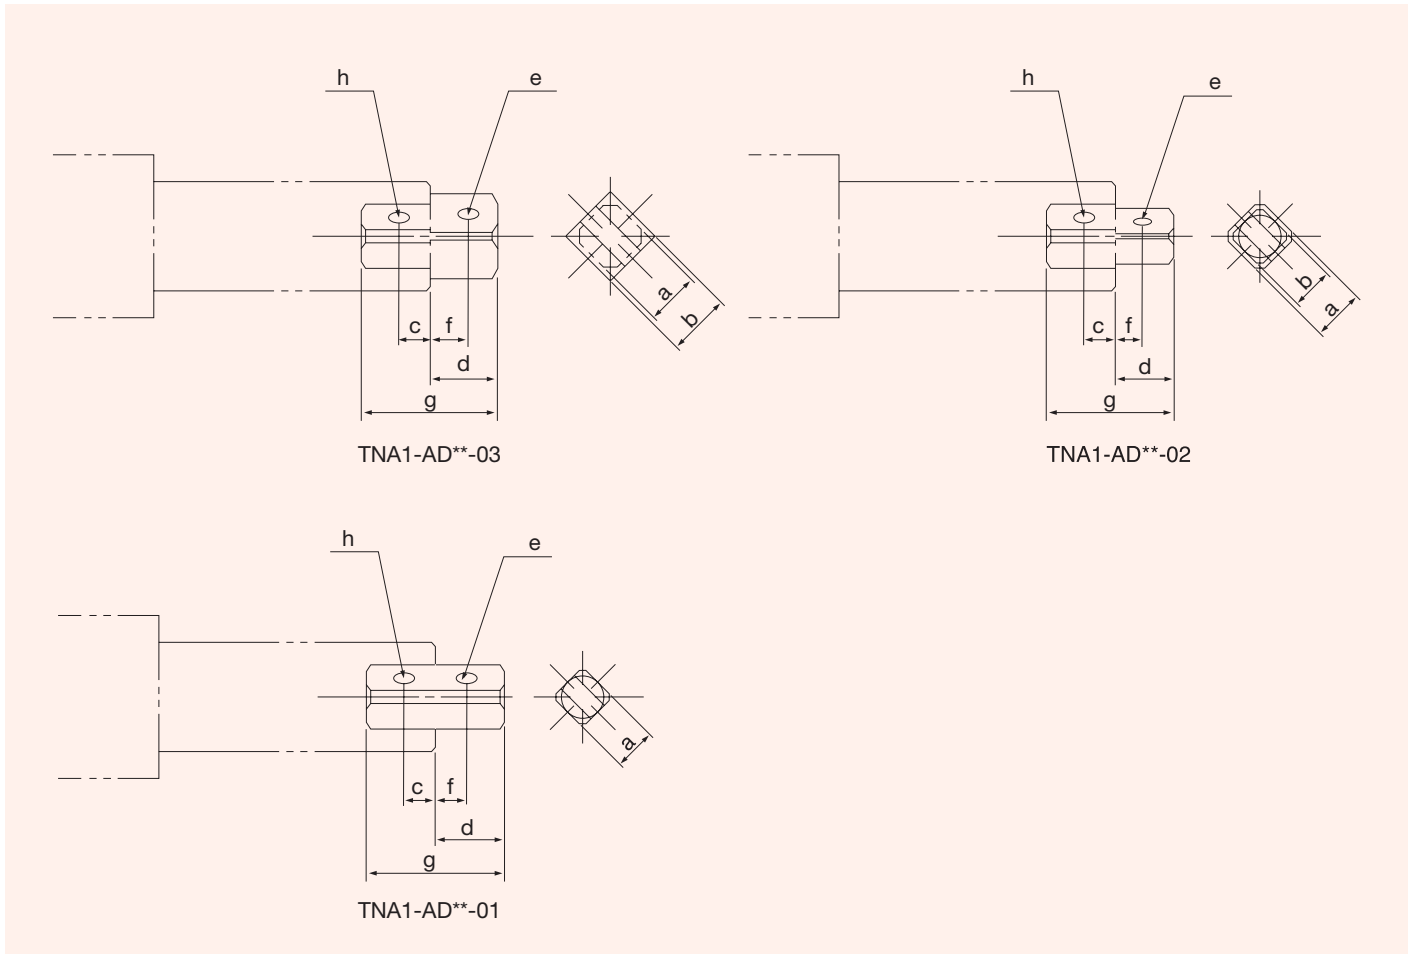 h e
a
b
c f
d
g
TNA1-AD**-03
h e
b
a
c f
d
g
TNA1-AD**-02
h e
a
c f
d
g
TNA1-AD**-01